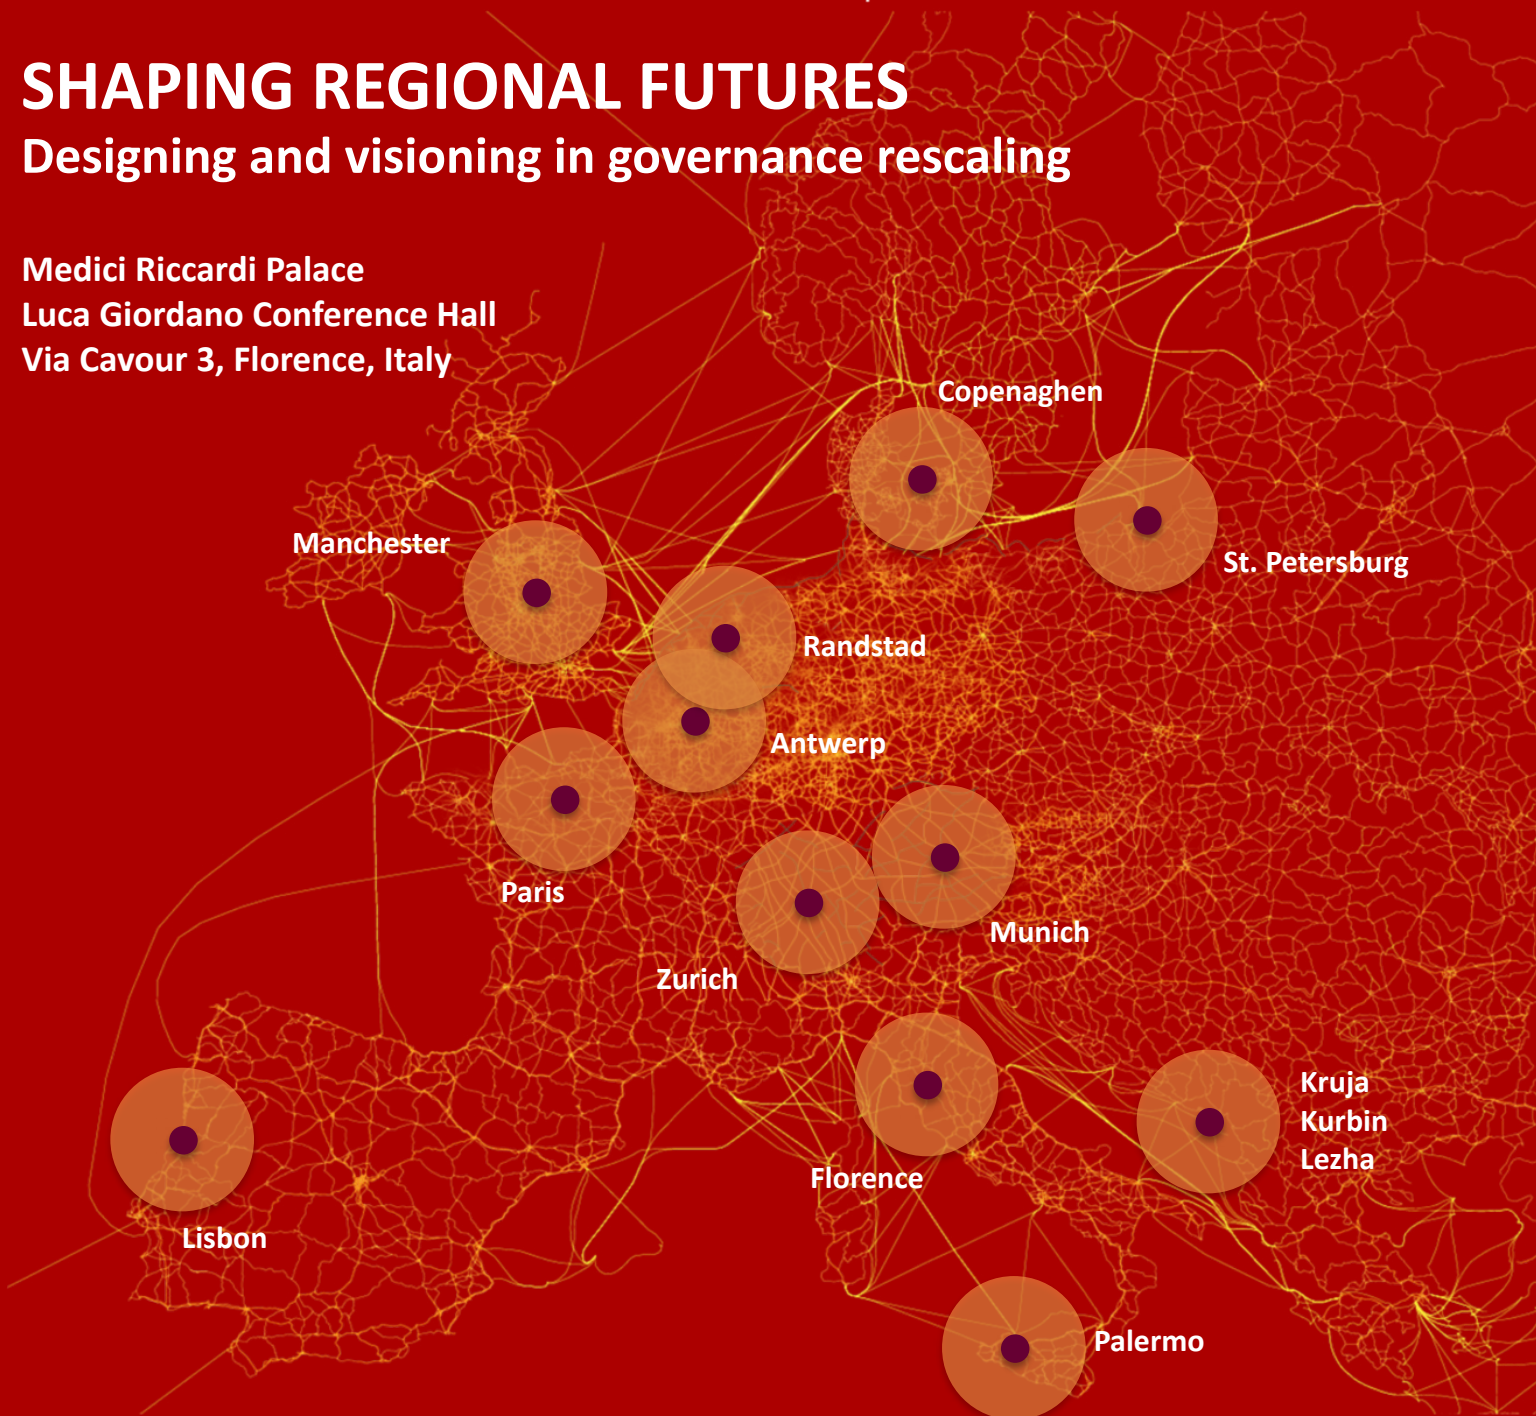 SHAPING REGIONAL FUTURES
Designing and visioning in governance rescaling
Medici Riccardi Palace
Luca Giordano Conference Hall
Via Cavour 3, Florence, Italy
Copenaghen
Manchester
St. Petersburg
Randstad
Antwerp
Paris
Munich
Zurich
Kruja
Kurbin
Lezha
Florence
Lisbon
Palermo